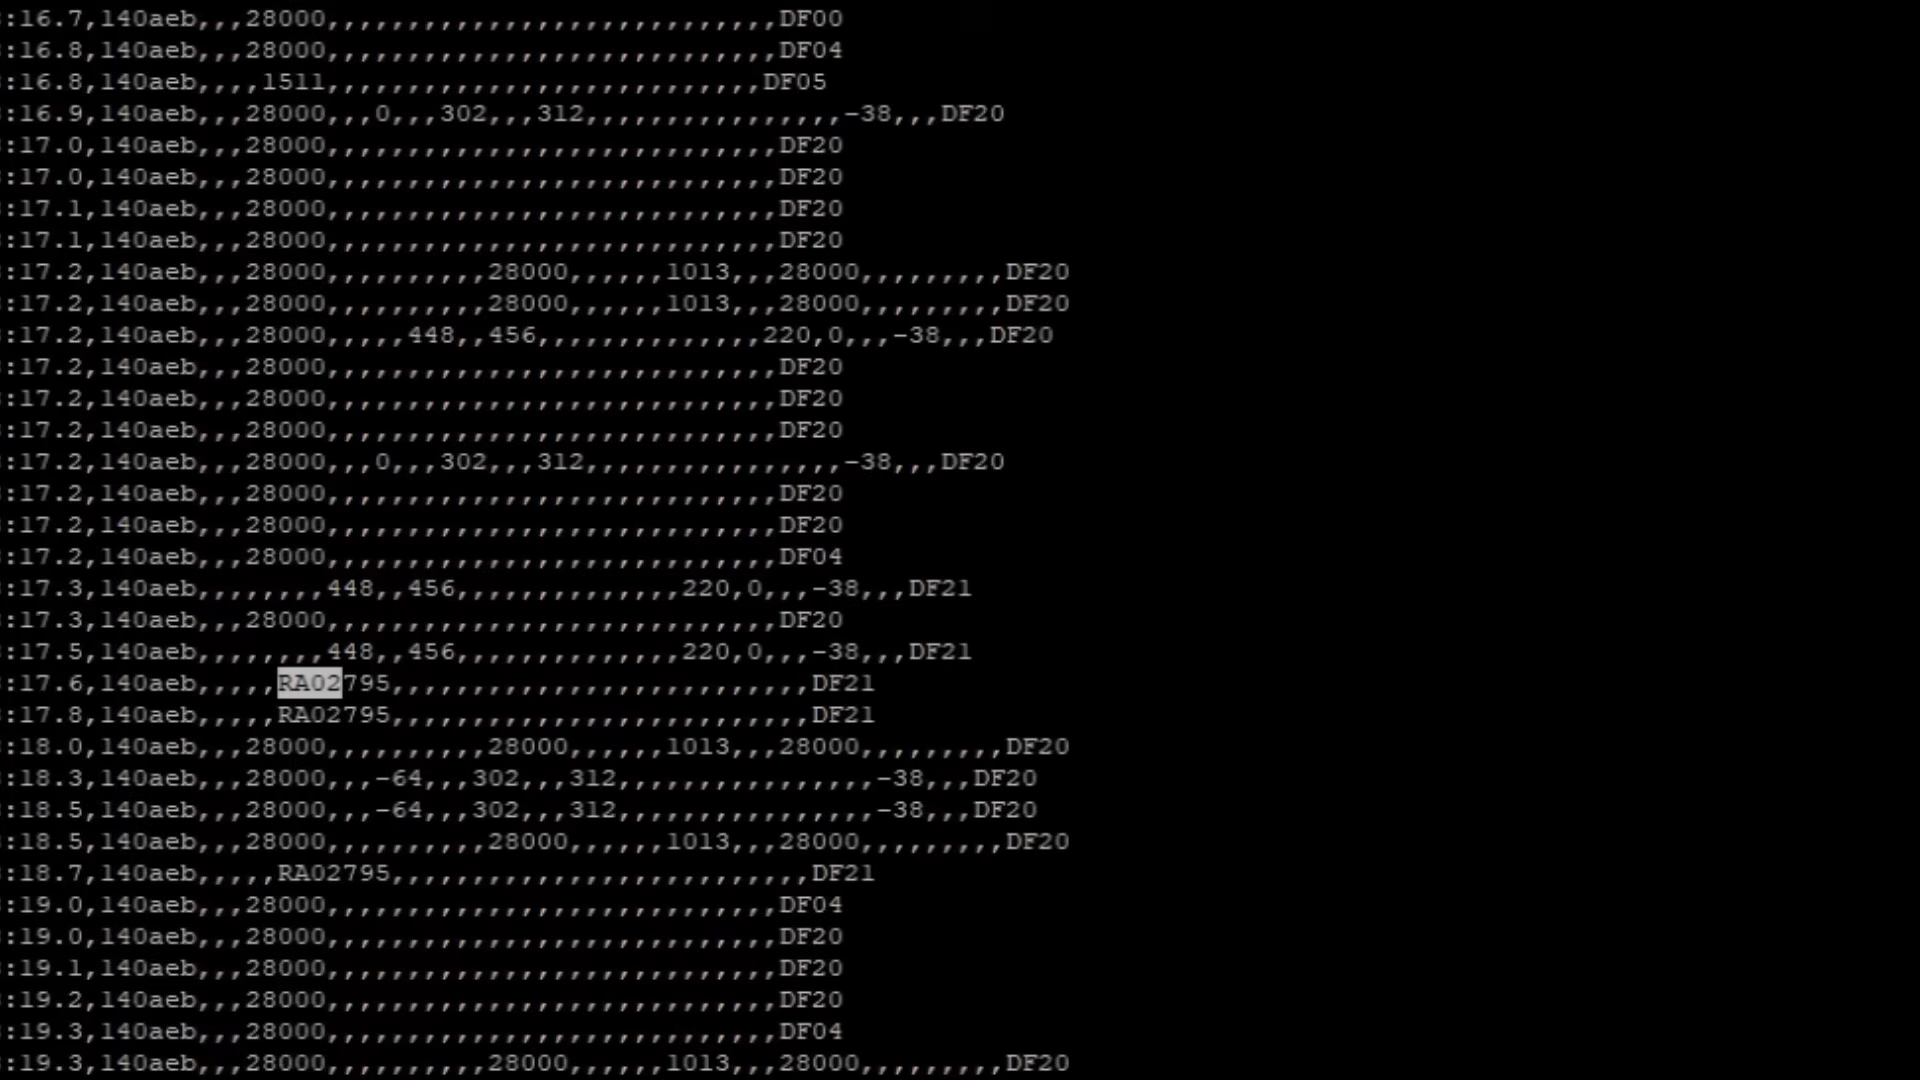 :16.7,140aeb,,,28000,,,,,,,,,,,,,,,,,,,,,,,,,,,,DF00
:16.8,140aeb,,,28000,,,,,,,,,,,,,,,,,,,,,,,,,,,,DF04
:16.8,140aeb,,,,1511,,,,,,,,,,,,,,,,,,,,,,,,,,,DF05
:16.9,140aeb,,,28000,,,0,,,302,,,312,,,,,,,,,,,,,,,,-38,,,DF20
:17.0,140aeb,,,28000,,,,,,,,,,,,,,,,,,,,,,,,,,,,DF20
:17.0,140aeb,,,28000,,,,,,,,,,,,,,,,,,,,,,,,,,,,DF20
:17.1,140aeb,,,28000,,,,,,,,,,,,,,,,,,,,,,,,,,,,DF20
:17.1,140aeb,,,28000,,,,,,,,,,,,,,,,,,,,,,,,,,,,DF20
:17.2,140aeb,,,28000,,,,,,,,,,28000,,,,,,1013,,,28000,,,,,,,,,DF20
:17.2,140aeb,,,28000,,,,,,,,,,28000,,,,,,1013,,,28000,,,,,,,,,DF20
:17.2,140aeb,,,28000,,,,,448,,456,,,,,,,,,,,,,,220,0,,,-38,,,DF20
:17.2,140aeb,,,28000,,,,,,,,,,,,,,,,,,,,,,,,,,,,DF20
:17.2,140aeb,,,28000,,,,,,,,,,,,,,,,,,,,,,,,,,,,DF20
:17.2,140aeb,,,28000,,,,,,,,,,,,,,,,,,,,,,,,,,,,DF20
:17.2,140aeb,,,28000,,,0,,,302,,,312,,,,,,,,,,,,,,,,-38,,,DF20
:17.2,140aeb,,,28000,,,,,,,,,,,,,,,,,,,,,,,,,,,,DF20
:17.2,140aeb,,,28000,,,,,,,,,,,,,,,,,,,,,,,,,,,,DF20
:17.2,140aeb,,,28000,,,,,,,,,,,,,,,,,,,,,,,,,,,,DF04
:17.3,140aeb,,,,,,,,448,,456,,,,,,,,,,,,,,220,0,,,-38,,,DF21
:17.3,140aeb,,,28000,,,,,,,,,,,,,,,,,,,,,,,,,,,,DF20
:17.5,140aeb,,,,,,,,448,,456,,,,,,,,,,,,,,220,0,,,-38,,,DF21
:17.6,140aeb,,,,,RA02795,,,,,,,,,,,,,,,,,,,,,,,,,,DF21
:17.8,140aeb,,,,,RA02795,,,,,,,,,,,,,,,,,,,,,,,,,,DF21
:18.0,140aeb,,,28000,,,,,,,,,,28000,,,,,,1013,,,28000,,,,,,,,,DF20
:18.3,140aeb,,,28000,,,-64,,,302,,,312,,,,,,,,,,,,,,,,-38,,,DF20
:18.5,140aeb,,,28000,,,-64,,,302,,,312,,,,,,,,,,,,,,,,-38,,,DF20
:18.5,140aeb,,,28000,,,,,,,,,,28000,,,,,,1013,,,28000,,,,,,,,,DF20
:18.7,140aeb,,,,,RA02795,,,,,,,,,,,,,,,,,,,,,,,,,,DF21
:19.0,140aeb,,,28000,,,,,,,,,,,,,,,,,,,,,,,,,,,,DF04
:19.0,140aeb,,,28000,,,,,,,,,,,,,,,,,,,,,,,,,,,,DF20
:19.1,140aeb,,,28000,,,,,,,,,,,,,,,,,,,,,,,,,,,,DF20
:19.2,140aeb,,,28000,,,,,,,,,,,,,,,,,,,,,,,,,,,,DF20
:19.3,140aeb,,,28000,,,,,,,,,,,,,,,,,,,,,,,,,,,,DF04
:19.3,140aeb,,,28000,,,,,,,,,,28000,,,,,,1013,,,28000,,,,,,,,,DF20